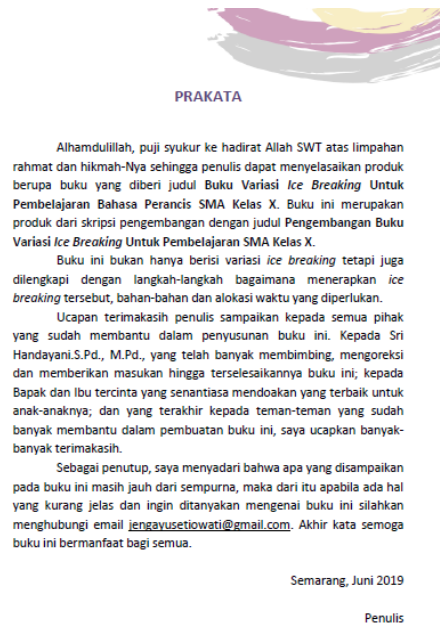 PRAKATA
Alhamdulillah, puji syukur ke hadirat Allah SWT atas limpahan
rahmat dan hikmah-Nya sehingga penulis dapat menyelasaikan produk
berupa buku yang diberi judul Buku Variasi Ice Breaking Untuk
Pembelajaran Bahasa Perancis SMA Kelas X. Buku ini merupakan
produk dari skripsi pengembangan dengan judul Pengembangan Buku
Variasi Ice Breaking Untuk Pembelajaran SMA Kelas X.
Buku ini bukan hanya berisi variasi ice breaking tetapi juga
dilengkapi dengan langkah-langkah bagaimana menerapkan ice
breaking tersebut, bahan-bahan dan alokasi waktu yang diperlukan.
Ucapan terimakasih penulis sampaikan kepada semua pihak
yang sudah membantu dalam penyusunan buku ini. Kepada Sri
Handayani.S.Pd., M.Pd., yang telah banyak membimbing, mengoreksi
dan memberikan masukan hingga terselesaikannya buku ini; kepada
Bapak dan Ibu tercinta yang senantiasa mendoakan yang terbaik untuk
anak-anaknya; dan yang terakhir kepada teman-teman yang sudah
banyak membantu dalam pembuatan buku ini, saya ucapkan banyak-
banyak terimakasih.
Sebagai penutup, saya menyadari bahwa apa yang disampaikan
pada buku ini masih jauh dari sempurna, maka dari itu apabila ada hal
yang kurang jelas dan ingin ditanyakan mengenai buku ini silahkan
menghubungi email jengayusetiowati@gmail.com. Akhir kata semoga
buku ini bermanfaat bagi semua.
Semarang, Juni 2019
Penulis